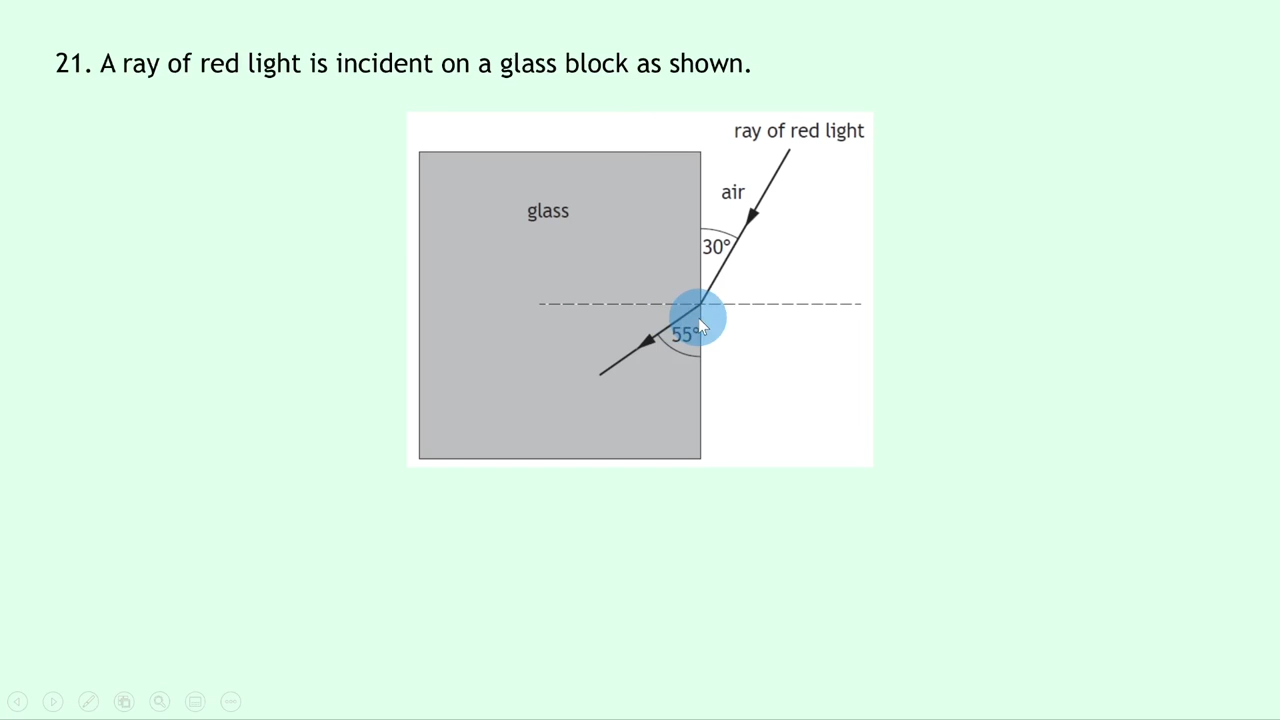 21. A ray of red light is incident on a glass block as shown.
ray of red light
air
glass
30°
55°